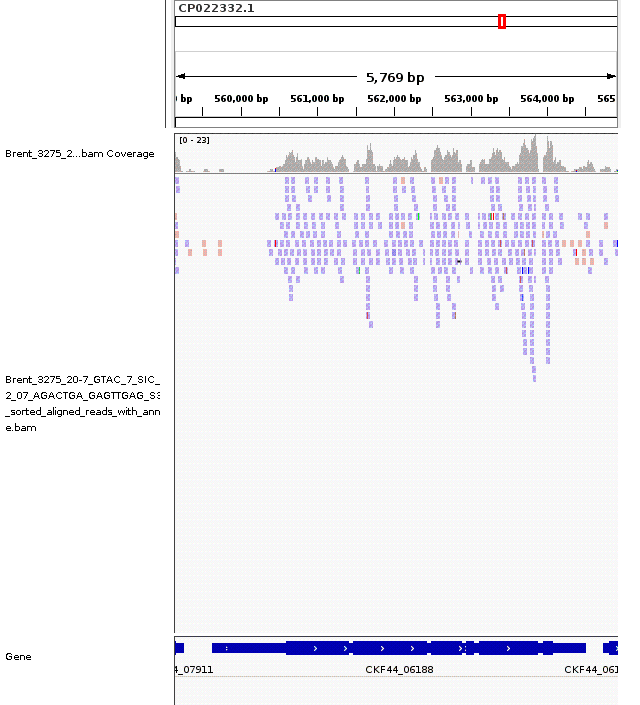 CP022332.1
5,769 bp
bp 560,000 bp 561,000 bp 562,000 bp 563,000 bp 564,000 bp 565
[0 - 23]
Brent_3275_2...bam Coverage
Brent_3275_20-7_GTAC_7_SIC_
2_07_AGACTGA_GAGTTGAG_S
_sorted_aligned_reads_with_ann
e.bam
Gene
4_07911 CKF44_06188 CKF44_061